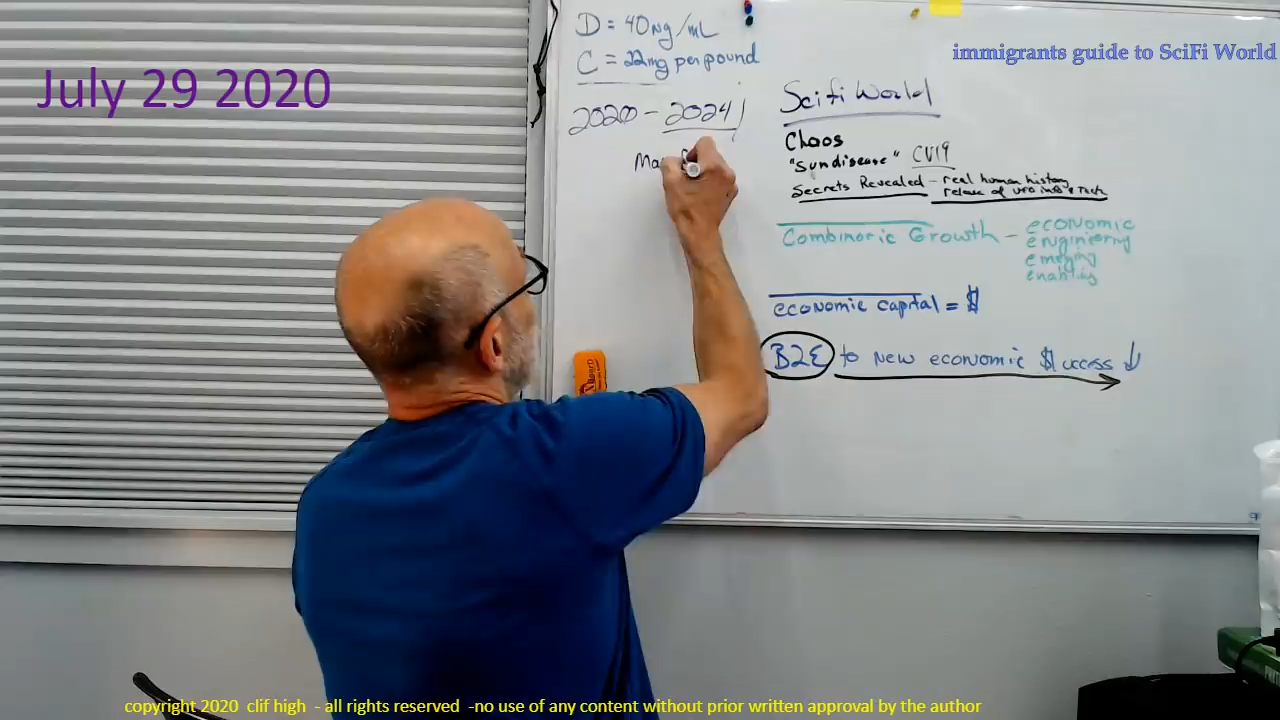 July 29 2020
immigrants guide to SciFi World
D = 40ng/mL
C = 22mg per pound
2020 - 2024
Ma
Scifi World
Chaos
"sun disease" CV19
Secrets Revealed - real human history
release of UFO info & Tech
Combinoric Growth - economic
engineering
emerging
enabling
economic capital = $
B2E to new economic $
copyright 2020 clif high - all rights reserved -no use of any content without prior written approval by the author